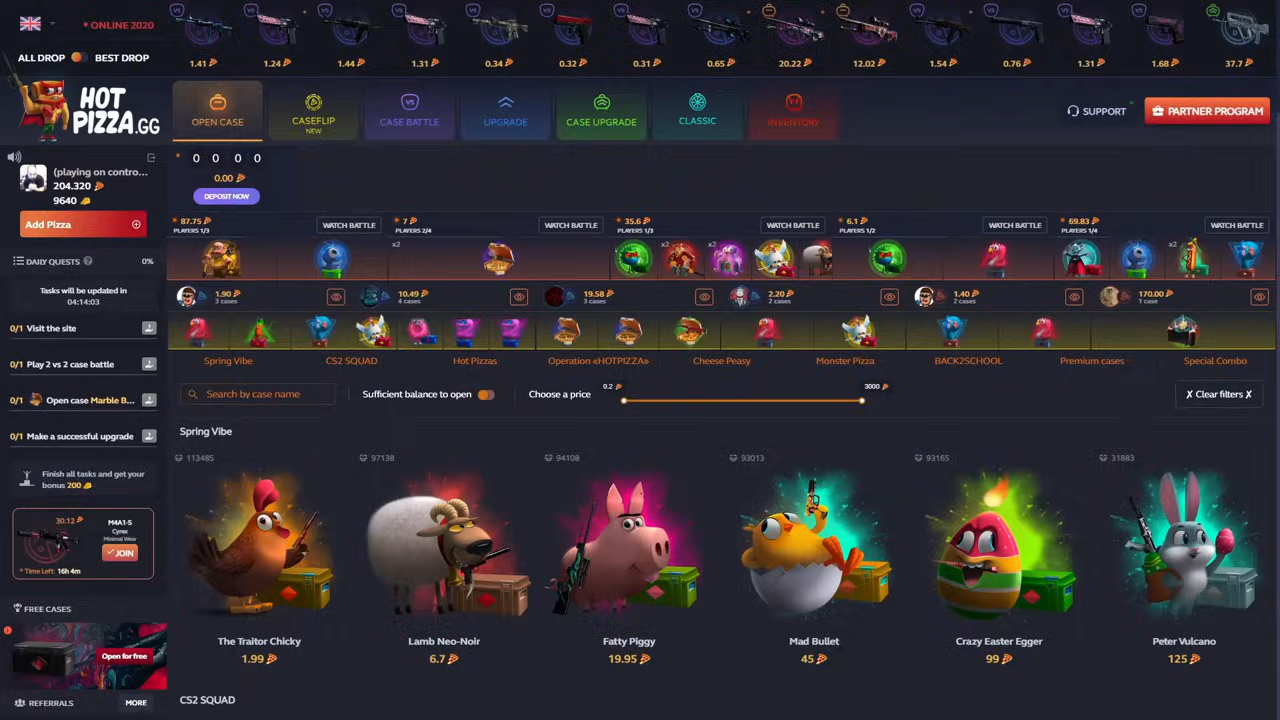 * ONLINE 2020
ALL DROP BEST DROP
1.41 1.24 1.44 1.31 0.34 0.32 0.31 0.65 20.22 12.02 1.54 0.76 1.31 1.68 37.7
HOT PIZZA.GG
OPEN CASE
CASEFLIP
NEW
CASE BATTLE
UPGRADE
CASE UPGRADE
CLASSIC
INVENTORY
SUPPORT
PARTNER PROGRAM
(playing on contro...
204.320
9640
Add Pizza
0 0 0 0
0.00
DEPOSIT NOW
87.75
PLAYERS 1/3
WATCH BATTLE
7
PLAYERS 2/4
WATCH BATTLE
35.6
PLAYERS 1/3
WATCH BATTLE
6.1
PLAYERS 1/2
WATCH BATTLE
69.83
PLAYERS 1/4
WATCH BATTLE
x2 x2 x2 x2
1.90
3 cases
10.49
4 cases
19.58
3 cases
2.20
2 cases
1.40
2 cases
170.00
1 case
DAILY QUESTS 0%
Tasks will be updated in
04:14:03
0/1 Visit the site
0/1 Play 2 vs 2 case battle
0/1 Open case Marble B...
0/1 Make a successful upgrade
Finish all tasks and get your
bonus 200
30.12
M4A1-S
Cyrex
Minimal Wear
JOIN
* Time Left: 16h 4m
FREE CASES
Open for free
REFERRALS MORE
Spring Vibe CS2 SQUAD Hot Pizzas Operation «HOTPIZZA» Cheese Peasy Monster Pizza BACK2SCHOOL Premium cases Special Combo
Search by case name
Sufficient balance to open
Choose a price
0.2 3000
✗ Clear filters ✗
Spring Vibe
113485 97138 94108 93013 93165 31883
The Traitor Chicky Lamb Neo-Noir Fatty Piggy Mad Bullet Crazy Easter Egger Peter Vulcano
1.99 6.7 19.95 45 99 125
CS2 SQUAD